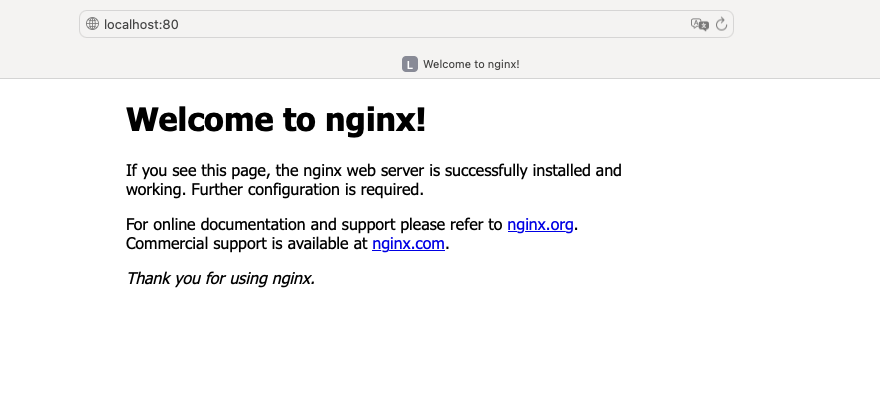 localhost:80
L Welcome to nginx!
Welcome to nginx!
If you see this page, the nginx web server is successfully installed and
working. Further configuration is required.
For online documentation and support please refer to nginx.org.
Commercial support is available at nginx.com.
Thank you for using nginx.